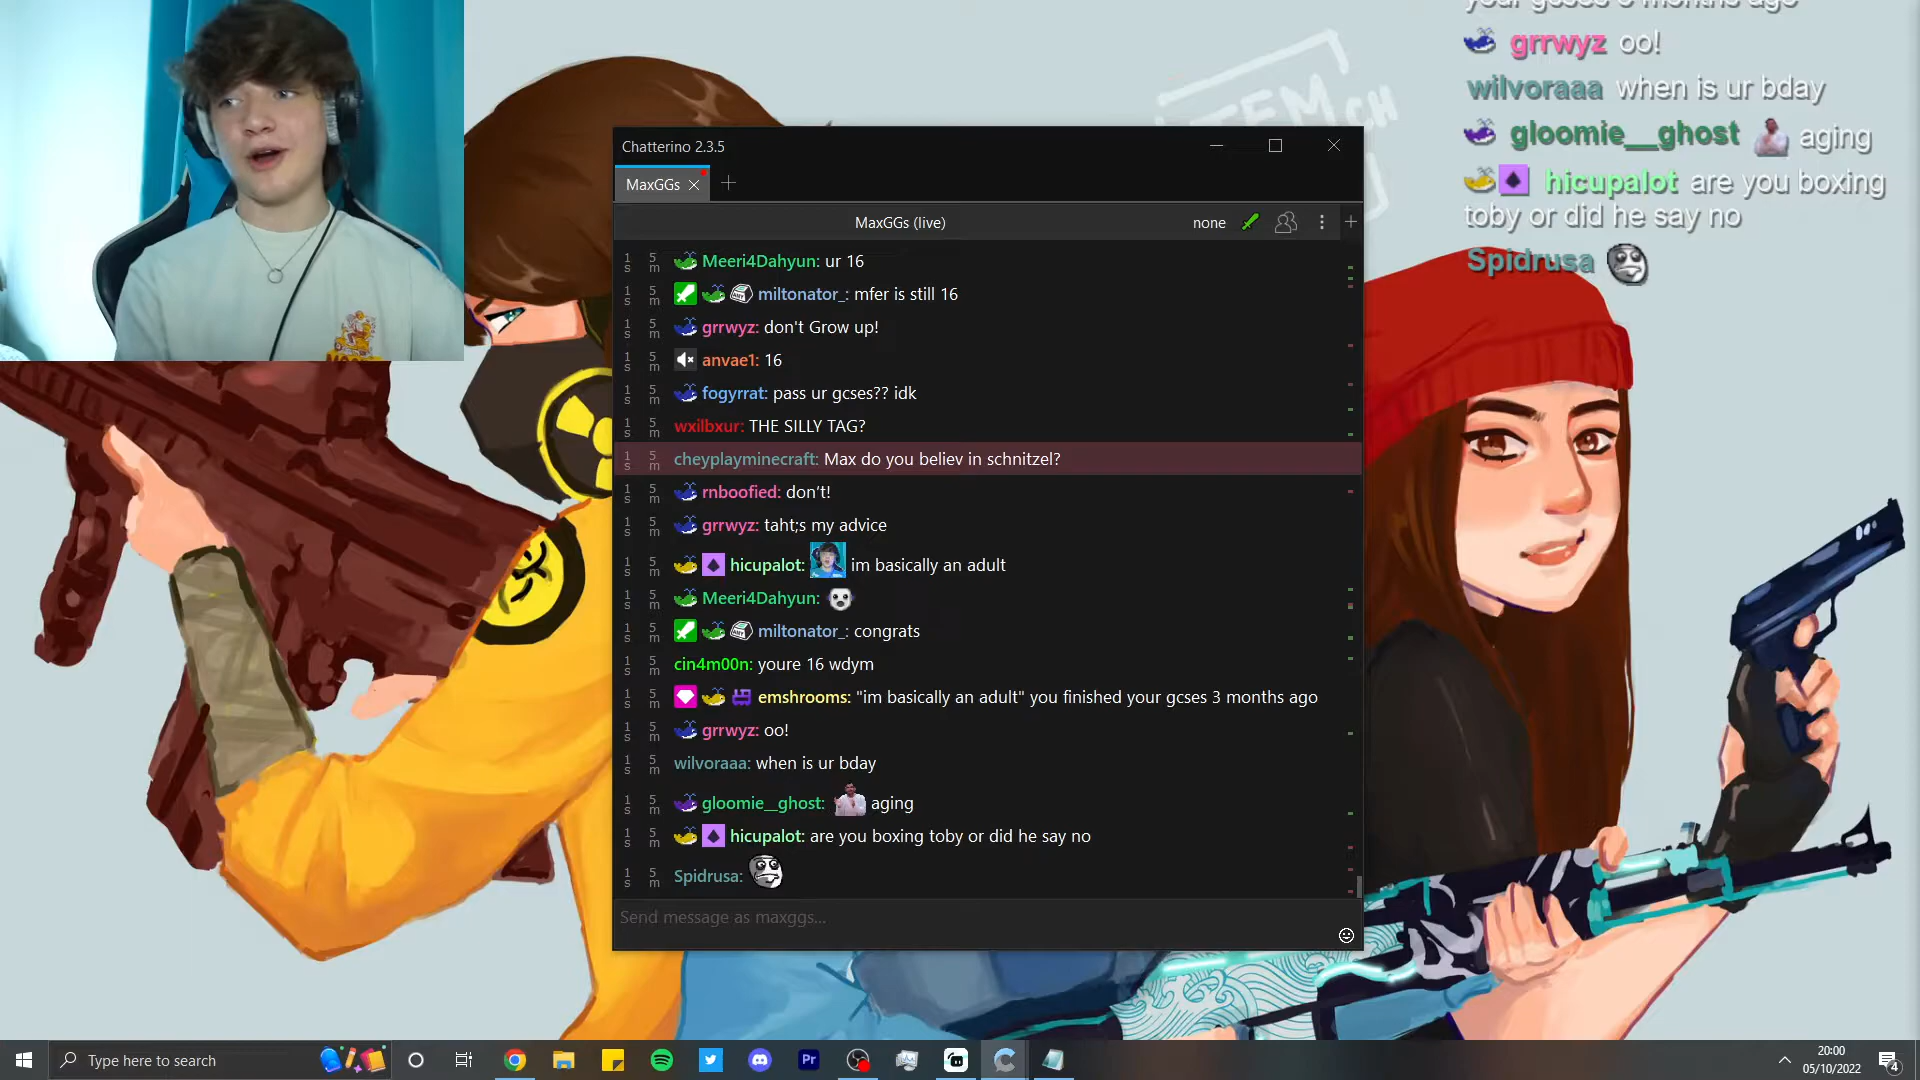 grrwyz oo!
wilvoraaa when is ur bday
gloomie__ghost aging
hicupalot are you boxing
toby or did he say no
Spidrusa
Chatterino 2.3.5
MaxGGs
MaxGGs (live)
none
Meeri4Dahyun: ur 16
miltonator_: mfer is still 16
grrwyz: don't Grow up!
anvae1: 16
fogyrrat: pass ur gcses?? idk
wxilbxur: THE SILLY TAG?
cheyplayminecraft: Max do you believ in schnitzel?
rnboofied: don't!
grrwyz: taht;s my advice
hicupalot: im basically an adult
Meeri4Dahyun:
miltonator_: congrats
cin4m00n: youre 16 wdym
emshrooms: "im basically an adult" you finished your gcses 3 months ago
grrwyz: oo!
wilvoraaa: when is ur bday
gloomie__ghost: aging
hicupalot: are you boxing toby or did he say no
Spidrusa:
Send message as maxggs...
Type here to search
Pr
20:00
05/10/2022
4